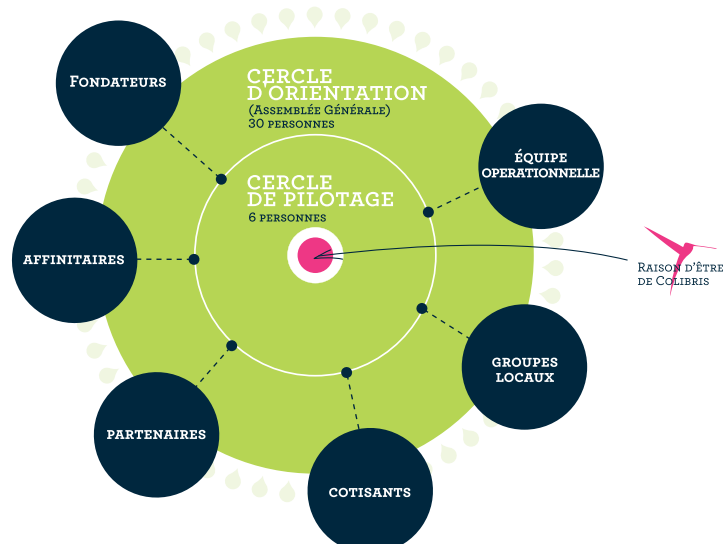 Fondateurs
CERCLE
D'ORIENTATION
(Assemblée Générale)
30 personnes
ÉQUIPE
OPERATIONNELLE
CERCLE
DE PILOTAGE
6 personnes
AFFINITAIRES
Raison d'être
de Colibris
GROUPES
LOCAUX
PARTENAIRES
COTISANTS